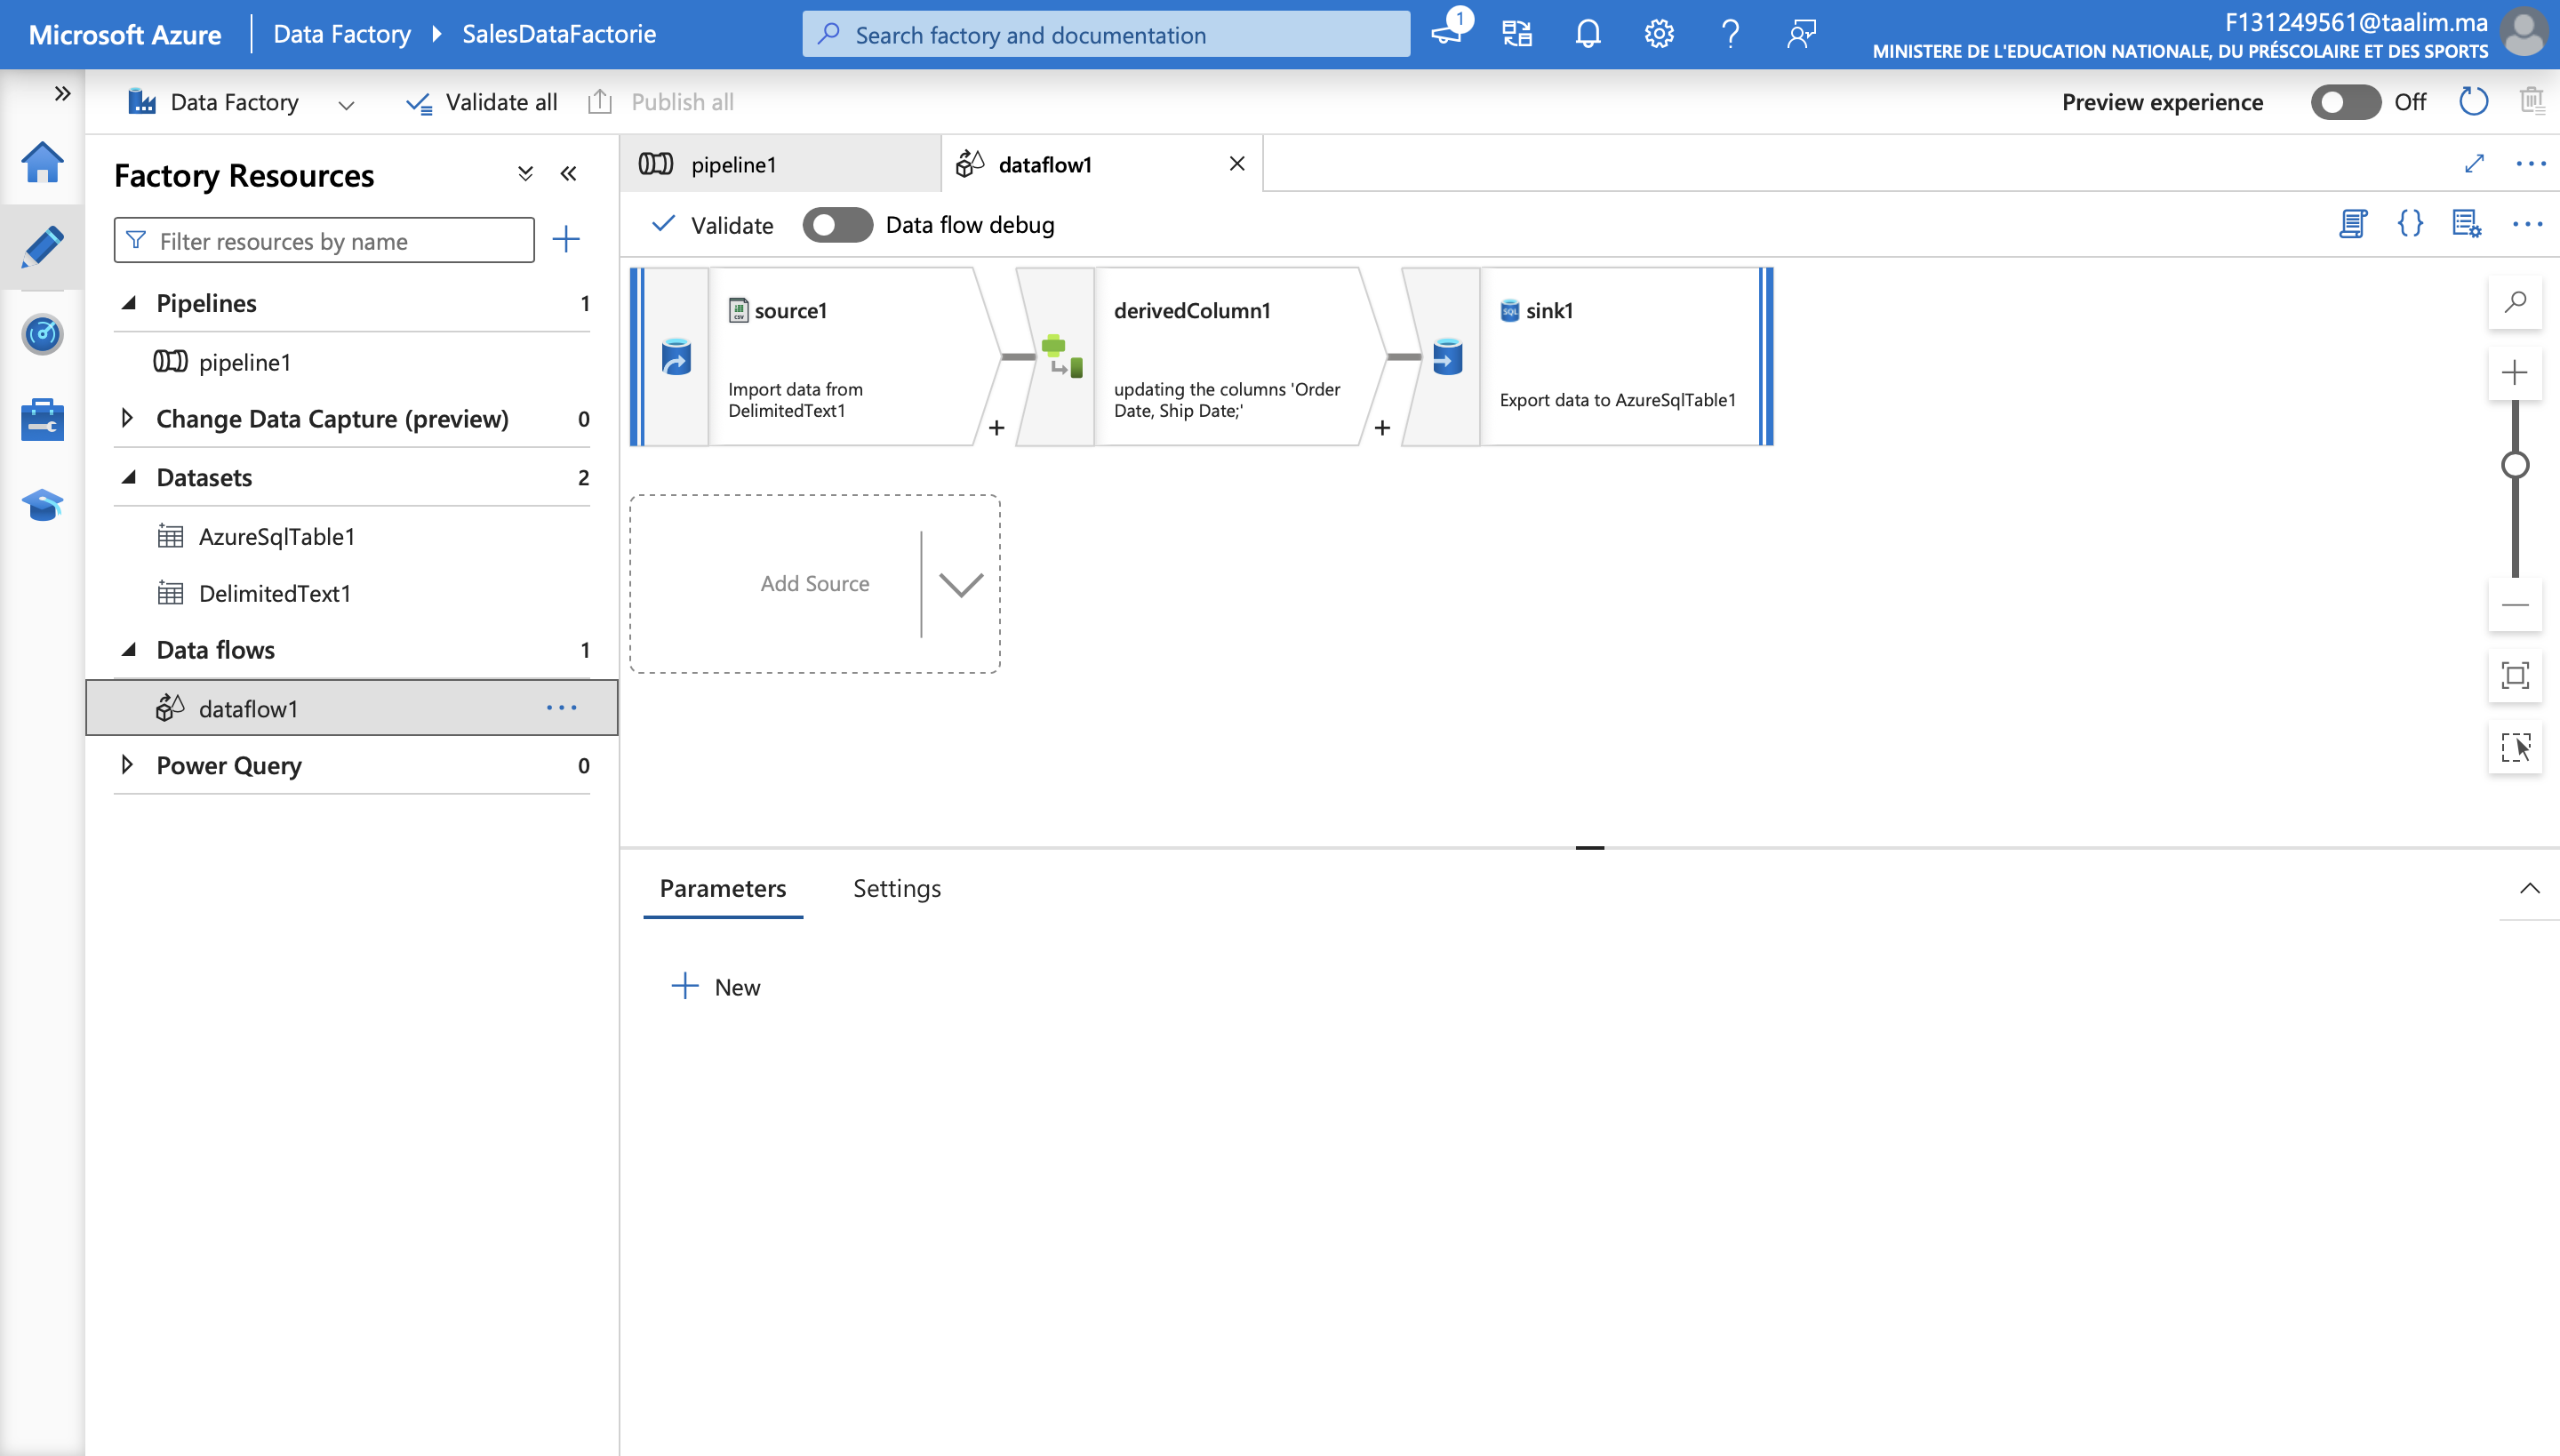 Microsoft Azure
Data Factory
SalesDataFactorie
Search factory and documentation
1
F131249561@taalim.ma
MINISTERE DE L'EDUCATION NATIONALE, DU PRÉSCOLAIRE ET DES SPORTS
Data Factory
Validate all
Publish all
Preview experience
Off
Factory Resources
Filter resources by name
Pipelines 1
pipeline1
Change Data Capture (preview) 0
Datasets 2
AzureSqlTable1
DelimitedText1
Data flows 1
dataflow1
Power Query 0
pipeline1
dataflow1
Validate
Data flow debug
CSV
source1
Import data from
DelimitedText1
+
derivedColumn1
updating the columns 'Order
Date, Ship Date;'
+
SQL
sink1
Export data to AzureSqlTable1
Add Source
Parameters
Settings
New